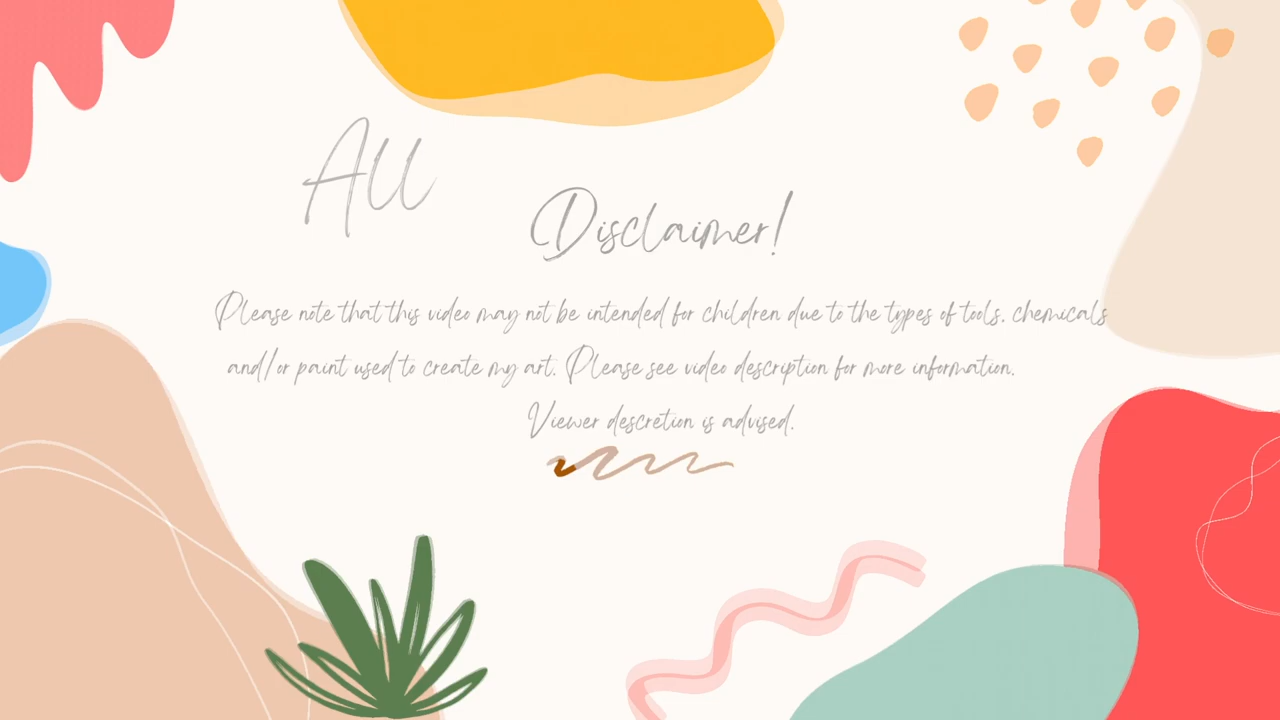 All
Disclaimer!
Please note that this video may not be intended for children due to the types of tools, chemicals
and/or paint used to create my art. Please see video description for more information.
Viewer descretion is advised.